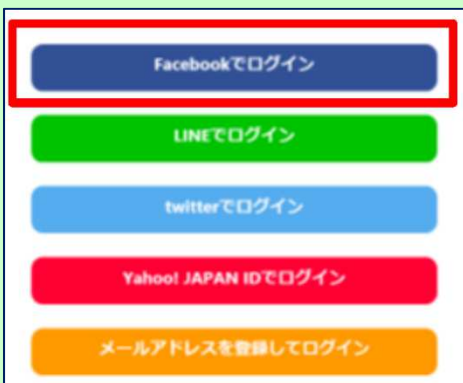 Facebookでログイン
LINEでログイン
twitterでログイン
Yahoo! JAPAN IDでログイン
メールアドレスを登録してログイン